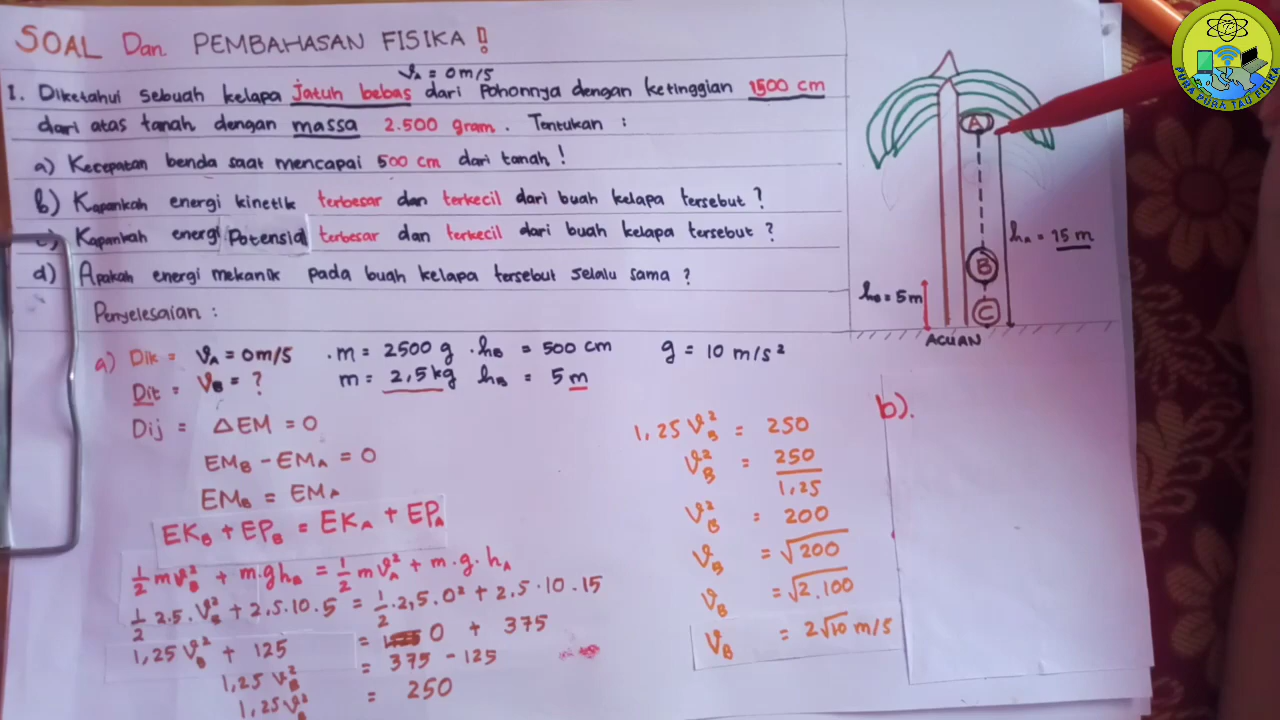 SOAL Dan PEMBAHASAN FISIKA !
1. Diketahui sebuah kelapa jatuh bebas dari Pohonnya dengan ketinggian 1500 cm
V_A = 0 m/s
dari atas tanah dengan massa 2.500 gram. Tentukan :
a) Kecepatan benda saat mencapai 500 cm dari tanah !
b) Kapankah energi kinetik terbesar dan terkecil dari buah kelapa tersebut ?
c) Kapankah energi Potensial terbesar dan terkecil dari buah kelapa tersebut ?
d) Apakah energi mekanik pada buah kelapa tersebut selalu sama ?
Penyelesaian :
a) Dik = V_A = 0 m/s . m = 2500 g . h_B = 500 cm g = 10 m/s²
Dit = V_B = ? m = 2,5 kg h_B = 5 m
Dij = ΔEM = 0
EM_B - EM_A = 0
EM_B = EM_A
EK_B + EP_B = EK_A + EP_A
½ m V_B² + m.g h_B = ½ m V_A² + m.g.h_A
½ 2.5. V_B² + 2,5.10.5 = ½ . 2,5.0² + 2,5.10.15
1,25 V_B² + 125 = 0 + 375
1,25 V_B² = 375 - 125
1,25 V_B² = 250
1,25 V_B² = 250
V_B² = 250/1,25
V_B² = 200
V_B = √200
V_B = √2.100
V_B = 2√10 m/s
b).
A
B
C
h_A = 15 m
h_B = 5 m
ACUAN
PURA PURA TAU FISIKA